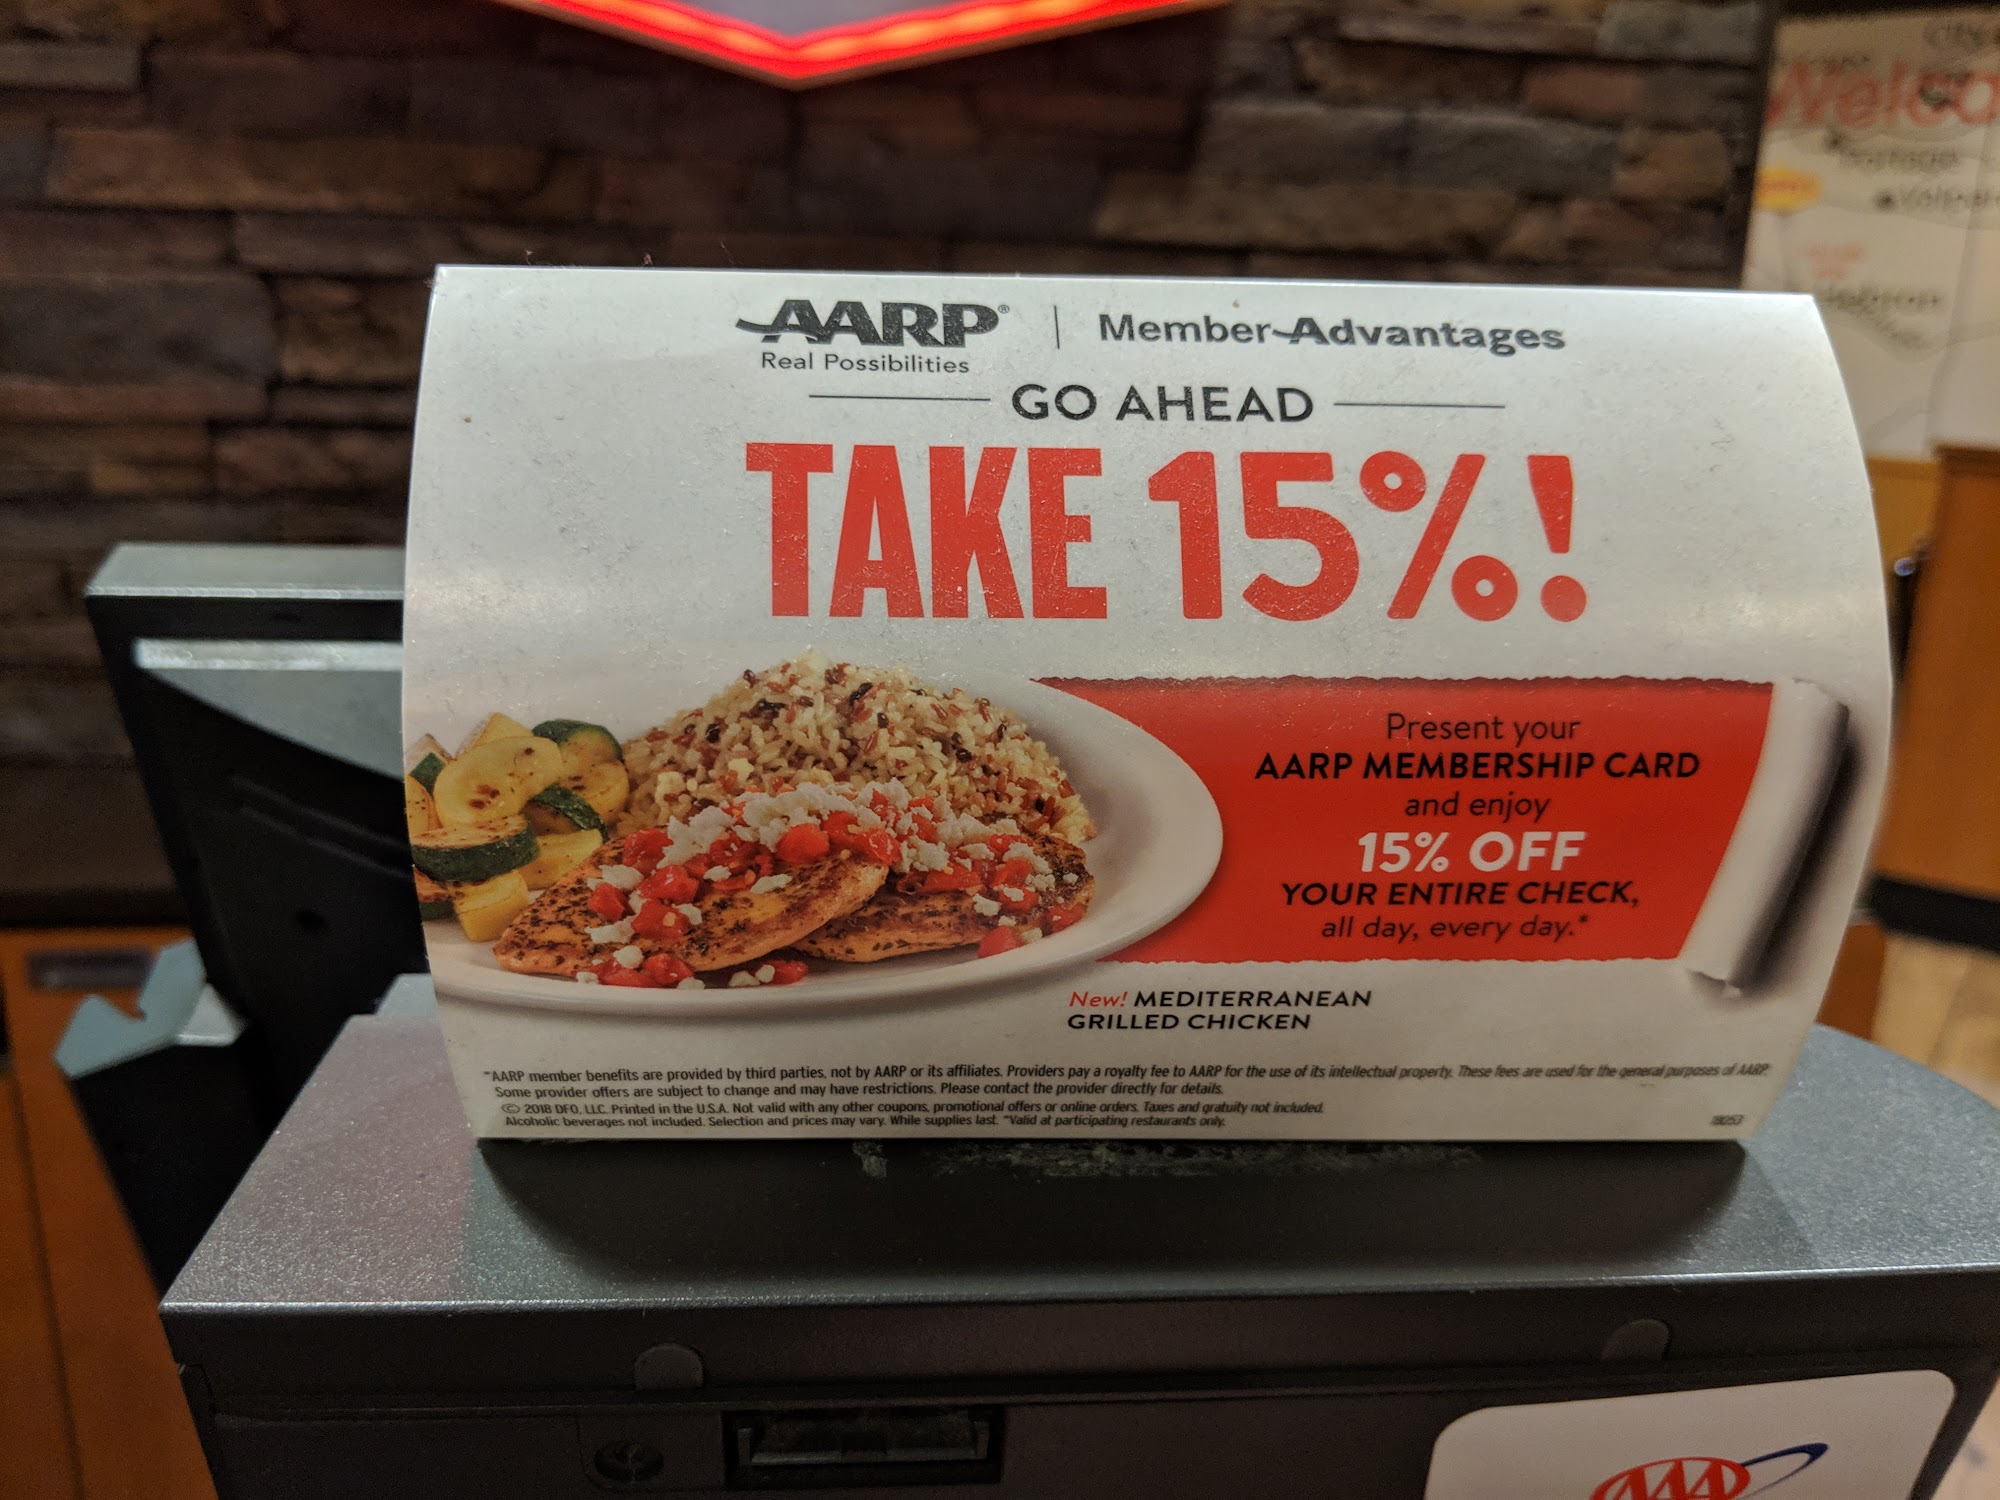 AARP®
Real Possibilities
Member Advantages
GO AHEAD
TAKE 15%!
Present your
AARP MEMBERSHIP CARD
and enjoy
15% OFF
YOUR ENTIRE CHECK,
all day, every day.*
New! MEDITERRANEAN
GRILLED CHICKEN
*AARP member benefits are provided by third parties, not by AARP or its affiliates. Providers pay a royalty fee to AARP for the use of its intellectual property. These fees are used for the general purposes of AARP.
Some provider offers are subject to change and may have restrictions. Please contact the provider directly for details.
© 2018 DFO, LLC. Printed in the U.S.A. Not valid with any other coupons, promotional offers or online orders. Taxes and gratuity not included.
Alcoholic beverages not included. Selection and prices may vary. While supplies last. *Valid at participating restaurants only.
Portage
AAA